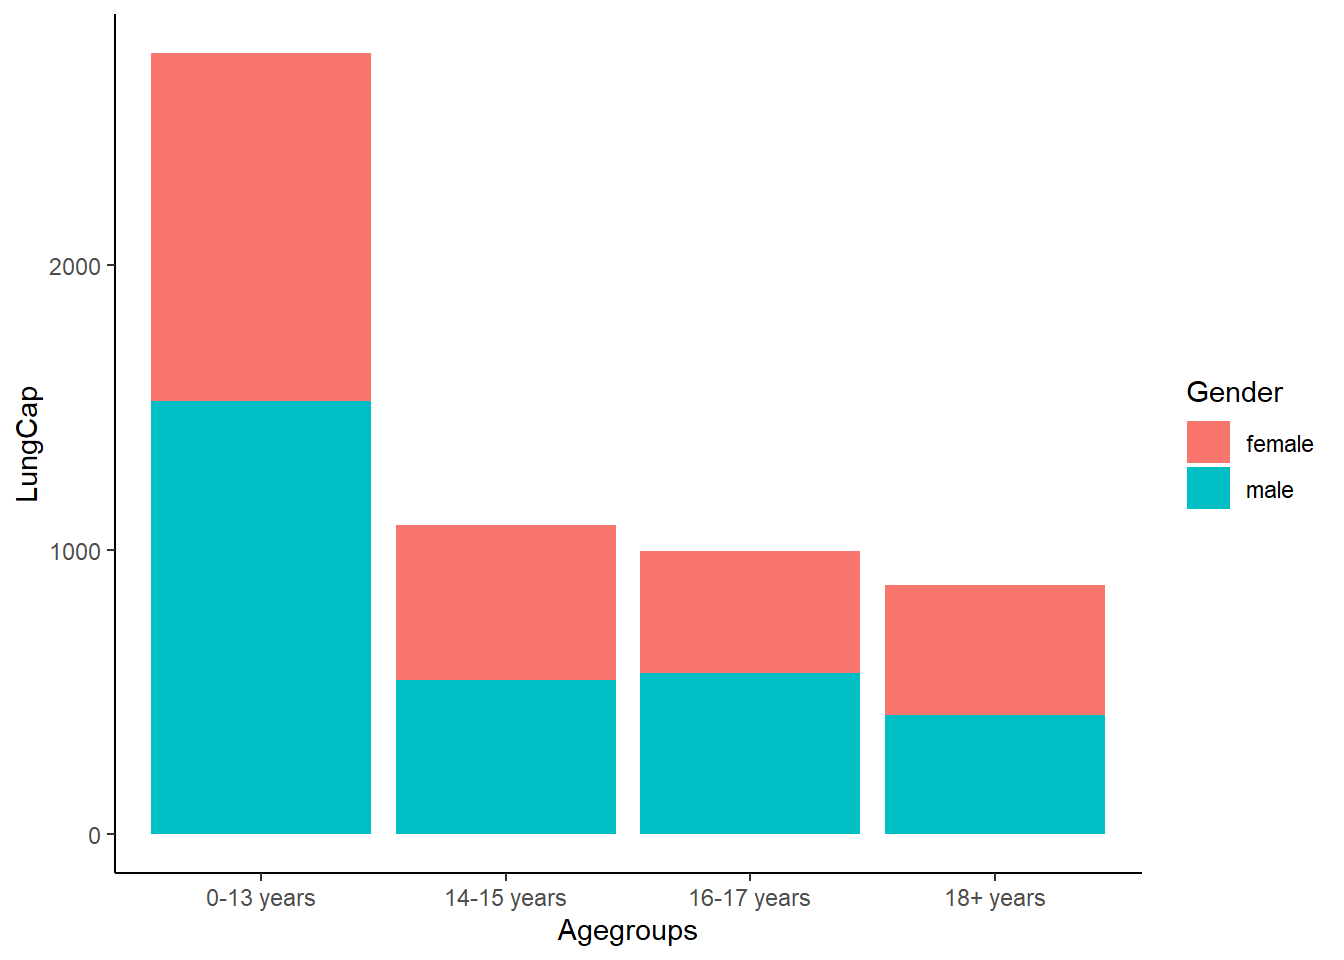 LungCap
2000
1000
0
0-13 years
14-15 years
16-17 years
18+ years
Agegroups
Gender
female
male